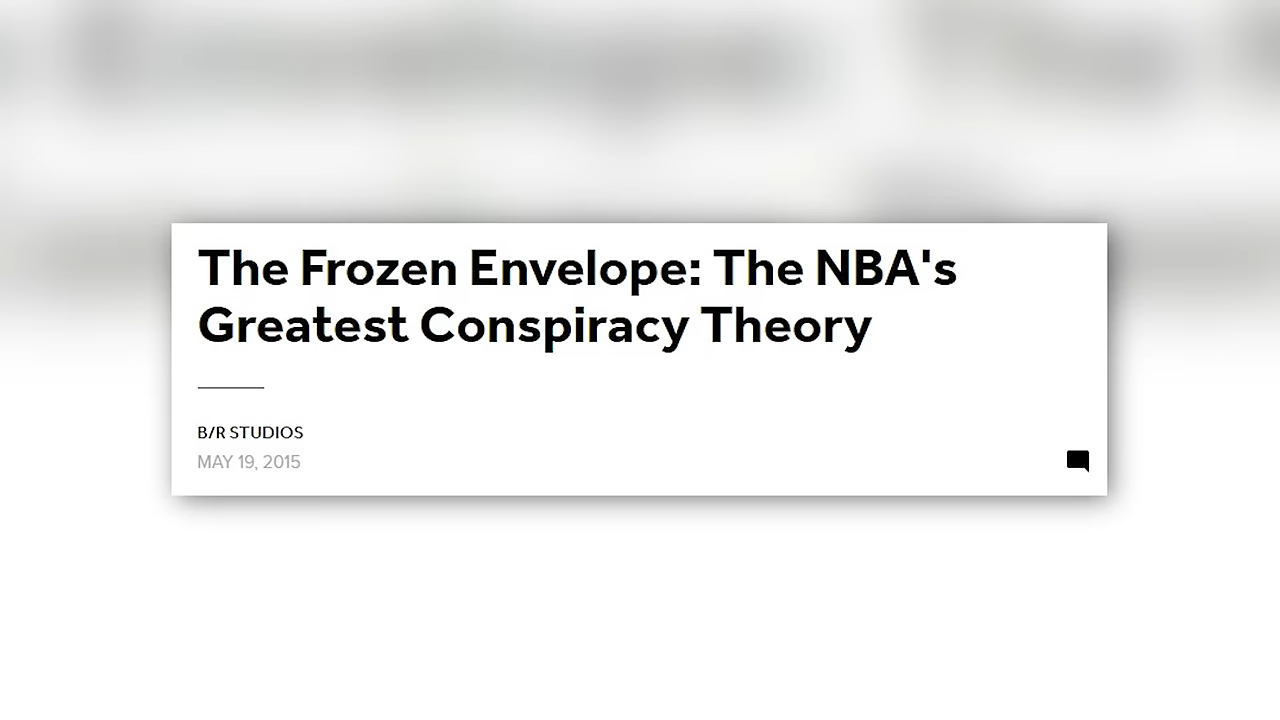 The Frozen Envelope: The NBA's
Greatest Conspiracy Theory
B/R STUDIOS
MAY 19, 2015